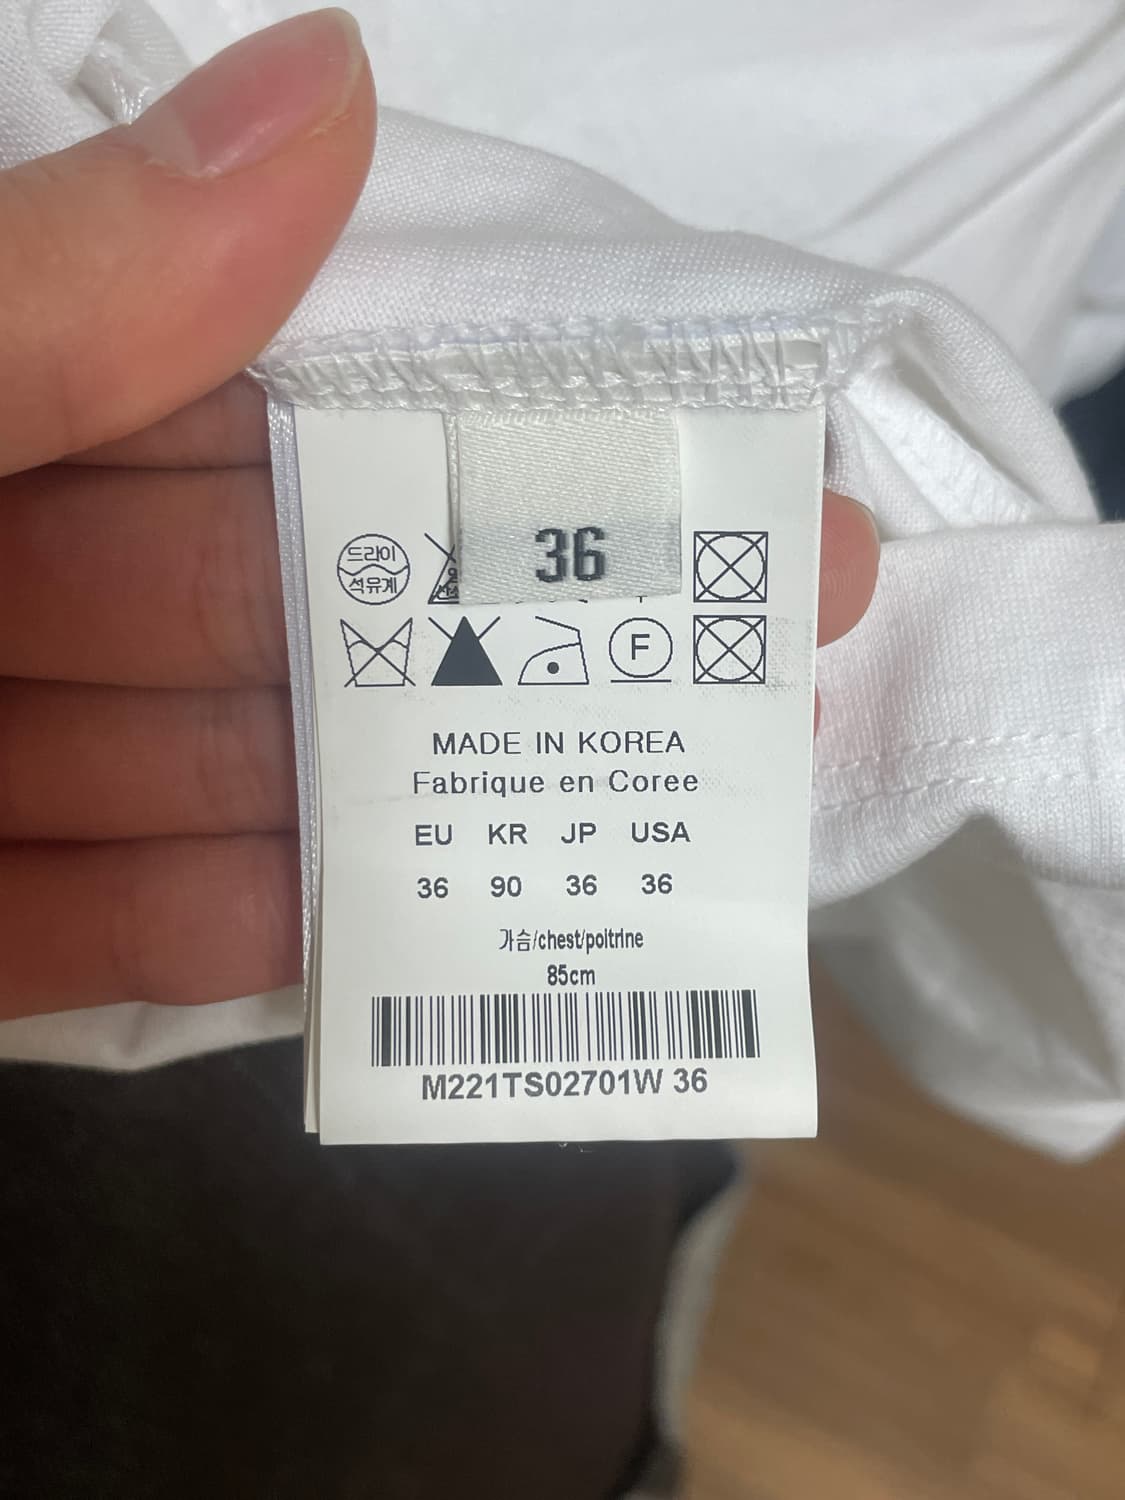 36
드라이
석유계
F
MADE IN KOREA
Fabrique en Coree
EU KR JP USA
36 90 36 36
가슴/chest/poitrine
85cm
M221TS02701W 36